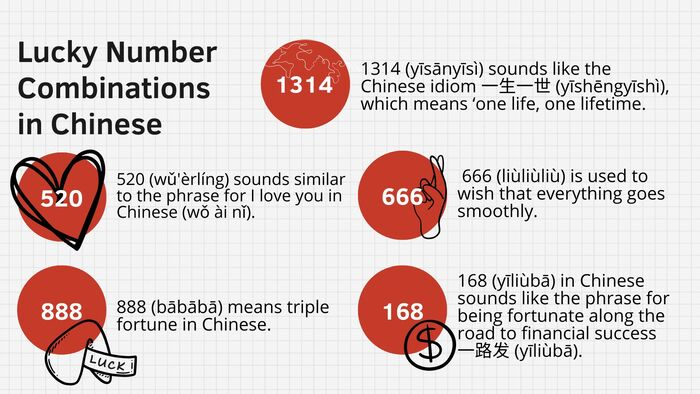 Lucky Number
Combinations
in Chinese
1314
1314 (yīsānyīsì) sounds like the
Chinese idiom 一生一世 (yīshēngyīshì),
which means ‘one life, one lifetime.
520
520 (wǔ'èrlíng) sounds similar
to the phrase for I love you in
Chinese (wǒ ài nǐ).
666
666 (liùliùliù) is used to
wish that everything goes
smoothly.
888
888 (bābābā) means triple
fortune in Chinese.
LUCK
168
168 (yīliùbā) in Chinese
sounds like the phrase for
being fortunate along the
road to financial success
一路发 (yīliùbā).
$